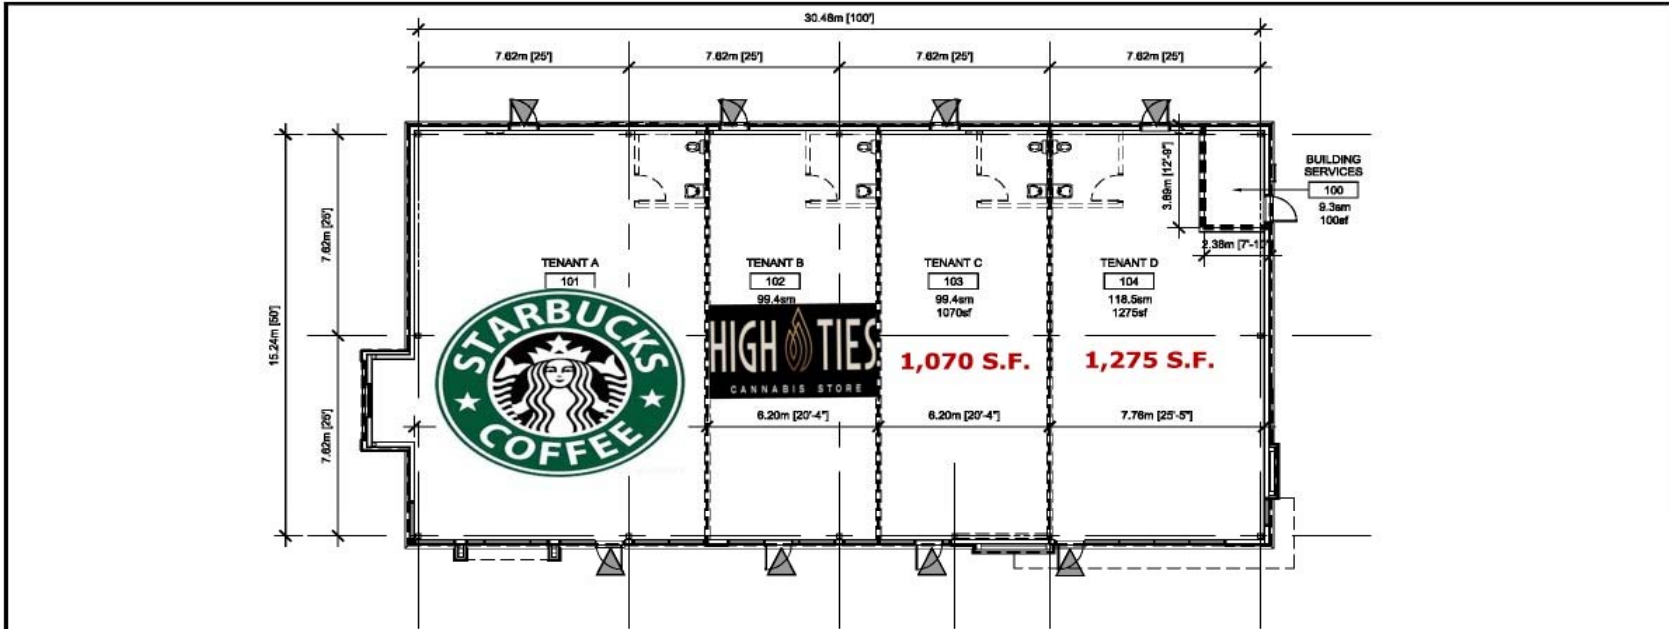 30.48m [100']
7.62m [25']
7.62m [25']
7.62m [25']
7.62m [25']
15.24m [50']
7.62m [25']
7.62m [25']
3.89m [12'-9"]
BUILDING
SERVICES
100
9.3sm
100sf
2.38m [7'-10"]
TENANT A
101
TENANT B
102
99.4sm
TENANT C
103
99.4sm
1070sf
TENANT D
104
118.5sm
1275sf
STARBUCKS
COFFEE
HIGH TIES
CANNABIS STORE
1,070 S.F.
1,275 S.F.
6.20m [20'-4"]
6.20m [20'-4"]
7.76m [25'-5"]